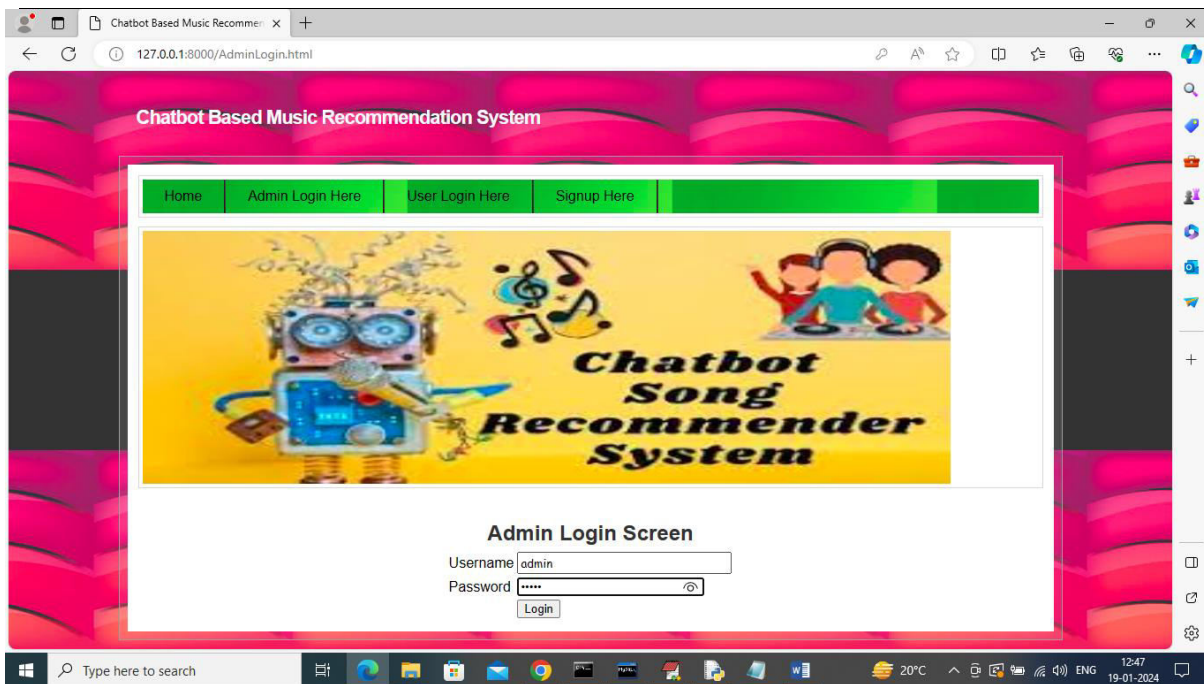 Chatbot Based Music Recommen
127.0.0.1:8000/AdminLogin.html
Chatbot Based Music Recommendation System
Home Admin Login Here User Login Here Signup Here
Chatbot
Song
Recommender
System
Admin Login Screen
Username admin
Password •••••
Login
Type here to search 20°C ENG 12:47
19-01-2024